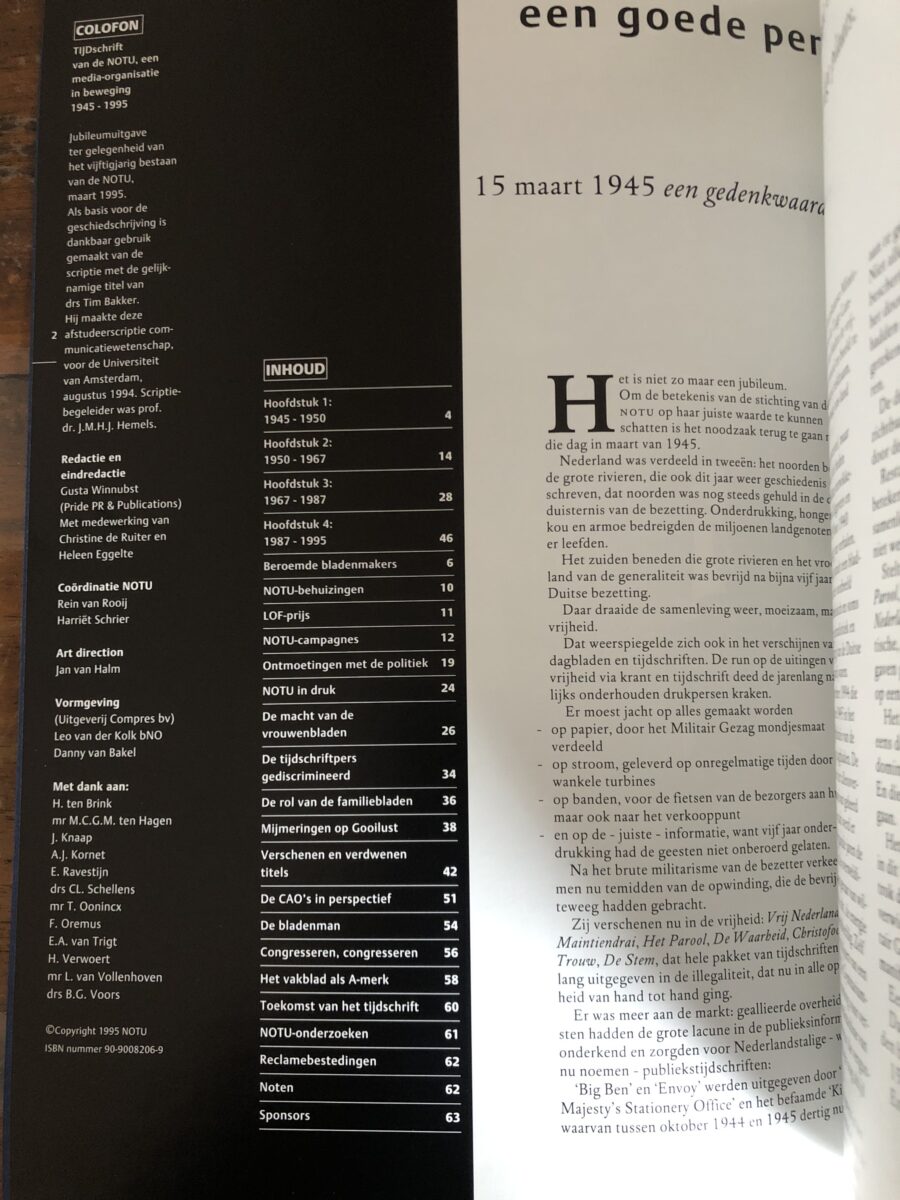 COLOFON
TIJDschrift
van de NOTU, een
media-organisatie
in beweging
1945 - 1995
Jubileumuitgave
ter gelegenheid van
het vijftigjarig bestaan
van de NOTU,
maart 1995.
Als basis voor de
geschiedschrijving is
dankbaar gebruik
gemaakt van de
scriptie met de gelijk-
namige titel van
drs Tim Bakker.
Hij maakte deze
2 afstudeerscriptie com-
municatiewetenschap,
voor de Universiteit
van Amsterdam,
augustus 1994. Scriptie-
begeleider was prof.
dr. J.M.H.J. Hemels.
Redactie en
eindredactie
Gusta Winnubst
(Pride PR & Publications)
Met medewerking van
Christine de Ruiter en
Heleen Eggelte
Coördinatie NOTU
Rein van Rooij
Harriët Schrier
Art direction
Jan van Halm
Vormgeving
(Uitgeverij Compres bv)
Leo van der Kolk bNO
Danny van Bakel
Met dank aan:
H. ten Brink
mr M.C.G.M. ten Hagen
J. Knaap
A.J. Kornet
E. Ravestijn
drs CL. Schellens
mr T. Oonincx
F. Oremus
E.A. van Trigt
H. Verwoert
mr L. van Vollenhoven
drs B.G. Voors
©Copyright 1995 NOTU
ISBN nummer 90-9008206-9
INHOUD
Hoofdstuk 1:
1945 - 1950 4
Hoofdstuk 2:
1950 - 1967 14
Hoofdstuk 3:
1967 - 1987 28
Hoofdstuk 4:
1987 - 1995 46
Beroemde bladenmakers 6
NOTU-behuizingen 10
LOF-prijs 11
NOTU-campagnes 12
Ontmoetingen met de politiek 19
NOTU in druk 24
De macht van de
vrouwenbladen 26
De tijdschriftpers
gediscrimineerd 34
De rol van de familiebladen 36
Mijmeringen op Gooilust 38
Verschenen en verdwenen
titels 42
De CAO's in perspectief 51
De bladenman 54
Congresseren, congresseren 56
Het vakblad als A-merk 58
Toekomst van het tijdschrift 60
NOTU-onderzoeken 61
Reclamebestedingen 62
Noten 62
Sponsors 63
een goede per
15 maart 1945 een gedenkwaard
Het is niet zo maar een jubileum.
Om de betekenis van de stichting van d
NOTU op haar juiste waarde te kunnen
schatten is het noodzaak terug te gaan
die dag in maart van 1945.
Nederland was verdeeld in tweeën: het noorden b
de grote rivieren, die ook dit jaar weer geschiedenis
schreven, dat noorden was nog steeds gehuld in de
duisternis van de bezetting. Onderdrukking, honge
kou en armoe bedreigden de miljoenen landgenoten
er leefden.
Het zuiden beneden die grote rivieren en het vro
land van de generaliteit was bevrijd na bijna vijf jaar
Duitse bezetting.
Daar draaide de samenleving weer, moeizaam, ma
vrijheid.
Dat weerspiegelde zich ook in het verschijnen va
dagbladen en tijdschriften. De run op de uitingen v
vrijheid via krant en tijdschrift deed de jarenlang na
lijks onderhouden drukpersen kraken.
Er moest jacht op alles gemaakt worden
- op papier, door het Militair Gezag mondjesmaat
verdeeld
- op stroom, geleverd op onregelmatige tijden door
wankele turbines
- op banden, voor de fietsen van de bezorgers aan h
maar ook naar het verkooppunt
- en op de - juiste - informatie, want vijf jaar onder-
drukking had de geesten niet onberoerd gelaten.
Na het brute militarisme van de bezetter verkee
men nu temidden van de opwinding, die de bevrij
teweeg hadden gebracht.
Zij verschenen nu in de vrijheid: Vrij Nederland
Maintiendrai, Het Parool, De Waarheid, Christofoo
Trouw, De Stem, dat hele pakket van tijdschriften
lang uitgegeven in de illegaliteit, dat nu in alle op
heid van hand tot hand ging.
Er was meer aan de markt: geallieerde overheid
sten hadden de grote lacune in de publieksinform
onderkend en zorgden voor Nederlandstalige - w
nu noemen - publiekstijdschriften:
'Big Ben' en 'Envoy' werden uitgegeven door '
Majesty's Stationery Office' en het befaamde 'Ki
waarvan tussen oktober 1944 en 1945 dertig nu